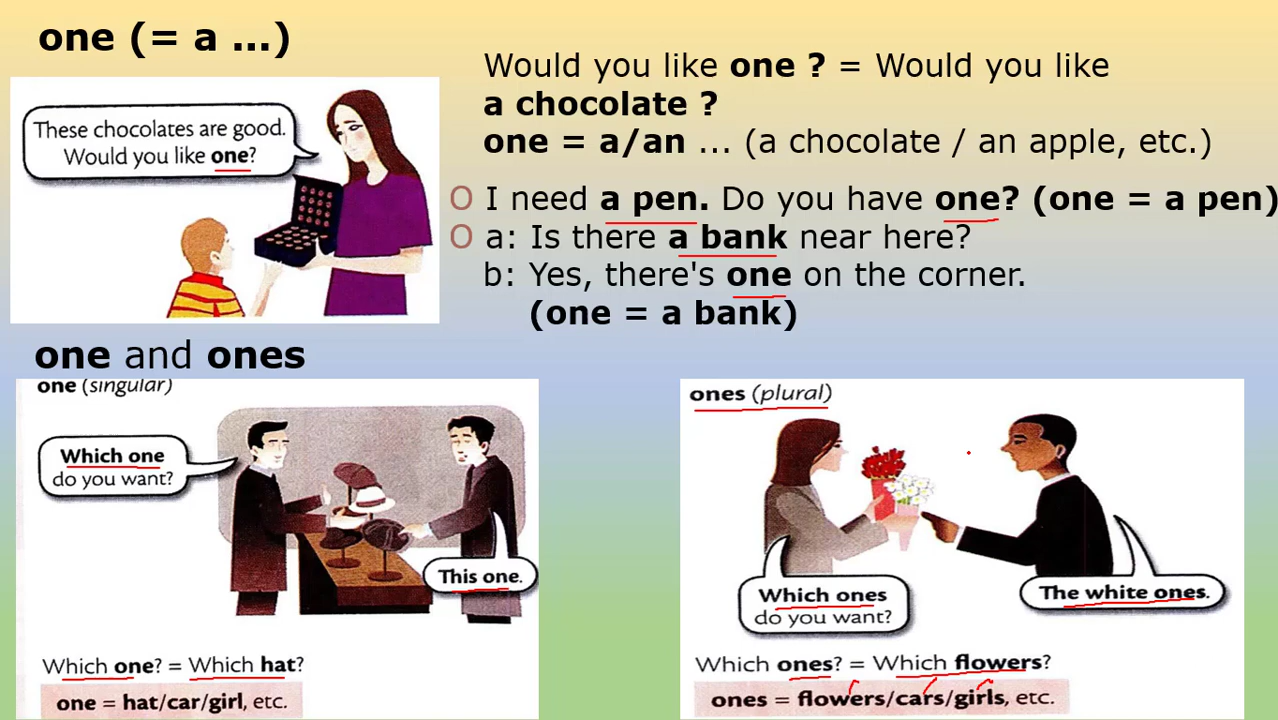 one (= a ...)
These chocolates are good.
Would you like one?
Would you like one ? = Would you like
a chocolate ?
one = a/an ... (a chocolate / an apple, etc.)
O I need a pen. Do you have one? (one = a pen)
O a: Is there a bank near here?
b: Yes, there's one on the corner.
(one = a bank)
one and ones
one (singular)
Which one
do you want?
This one.
Which one? = Which hat?
one = hat/car/girl, etc.
ones (plural)
Which ones
do you want?
The white ones.
Which ones? = Which flowers?
ones = flowers/cars/girls, etc.